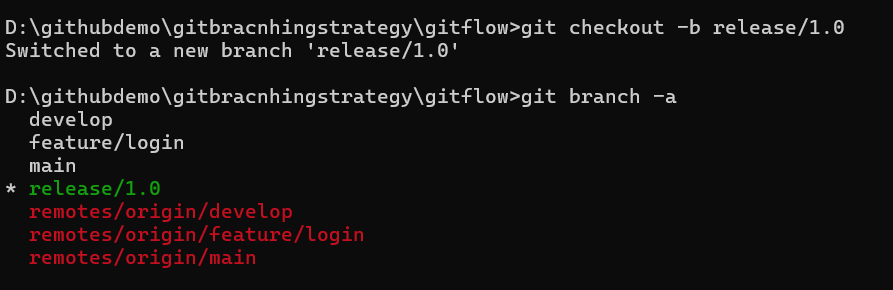 D:\githubdemo\gitbracnhingstrategy\gitflow>git checkout -b release/1.0
Switched to a new branch 'release/1.0'
D:\githubdemo\gitbracnhingstrategy\gitflow>git branch -a
  develop
  feature/login
  main
* release/1.0
  remotes/origin/develop
  remotes/origin/feature/login
  remotes/origin/main